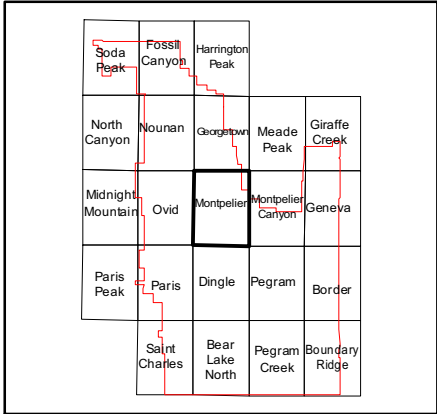 Soda
Peak
Fossil
Canyon
Harrington
Peak
North
Canyon
Nounan
Georgetown
Meade
Peak
Giraffe
Creek
Midnight
Mountain
Ovid
Montpelier
Montpelier
Canyon
Geneva
Paris
Peak
Paris
Dingle
Pegram
Border
Saint
Charles
Bear
Lake
North
Pegram
Creek
Boundary
Ridge